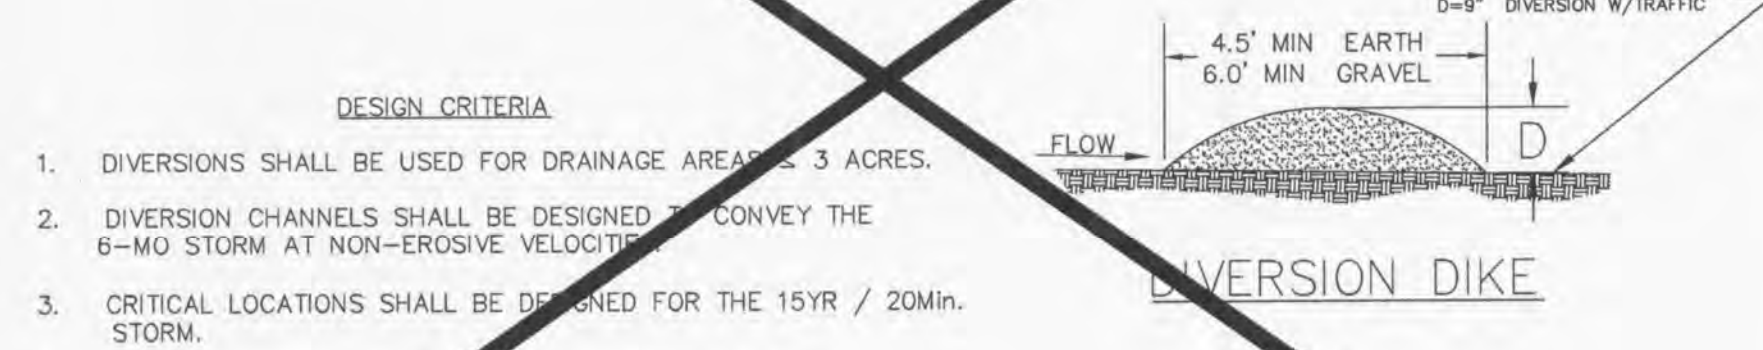 DESIGN CRITERIA
1. DIVERSIONS SHALL BE USED FOR DRAINAGE AREAS ≤ 3 ACRES.
2. DIVERSION CHANNELS SHALL BE DESIGNED TO CONVEY THE
6-MO STORM AT NON-EROSIVE VELOCITIES.
3. CRITICAL LOCATIONS SHALL BE DESIGNED FOR THE 15YR / 20Min.
STORM.
D=9" DIVERSION W/TRAFFIC
4.5' MIN EARTH
6.0' MIN GRAVEL
FLOW
D
DIVERSION DIKE